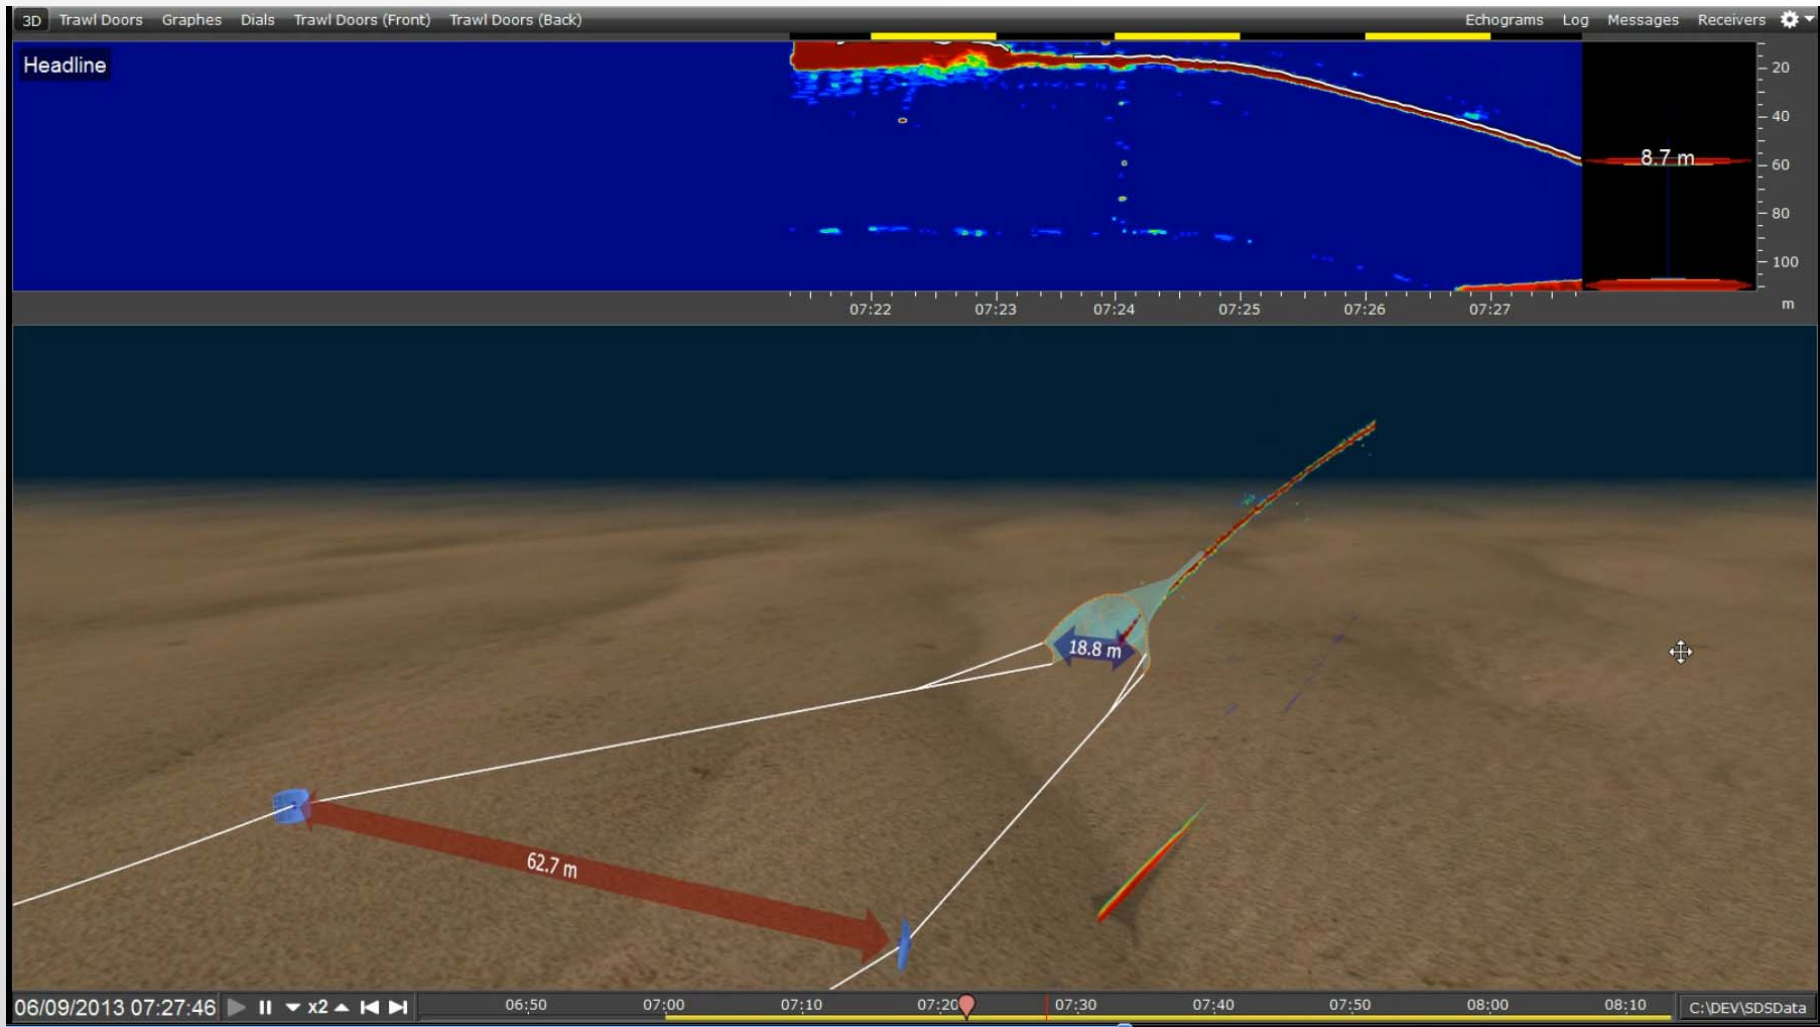 3D Trawl Doors Graphes Dials Trawl Doors (Front) Trawl Doors (Back) Echograms Log Messages Receivers
Headline
20
40
8.7 m
60
80
100
m
07:22 07:23 07:24 07:25 07:26 07:27
18.8 m
62.7 m
06/09/2013 07:27:46 x2 06:50 07:00 07:10 07:20 07:30 07:40 07:50 08:00 08:10 C:\DEV\SDSData